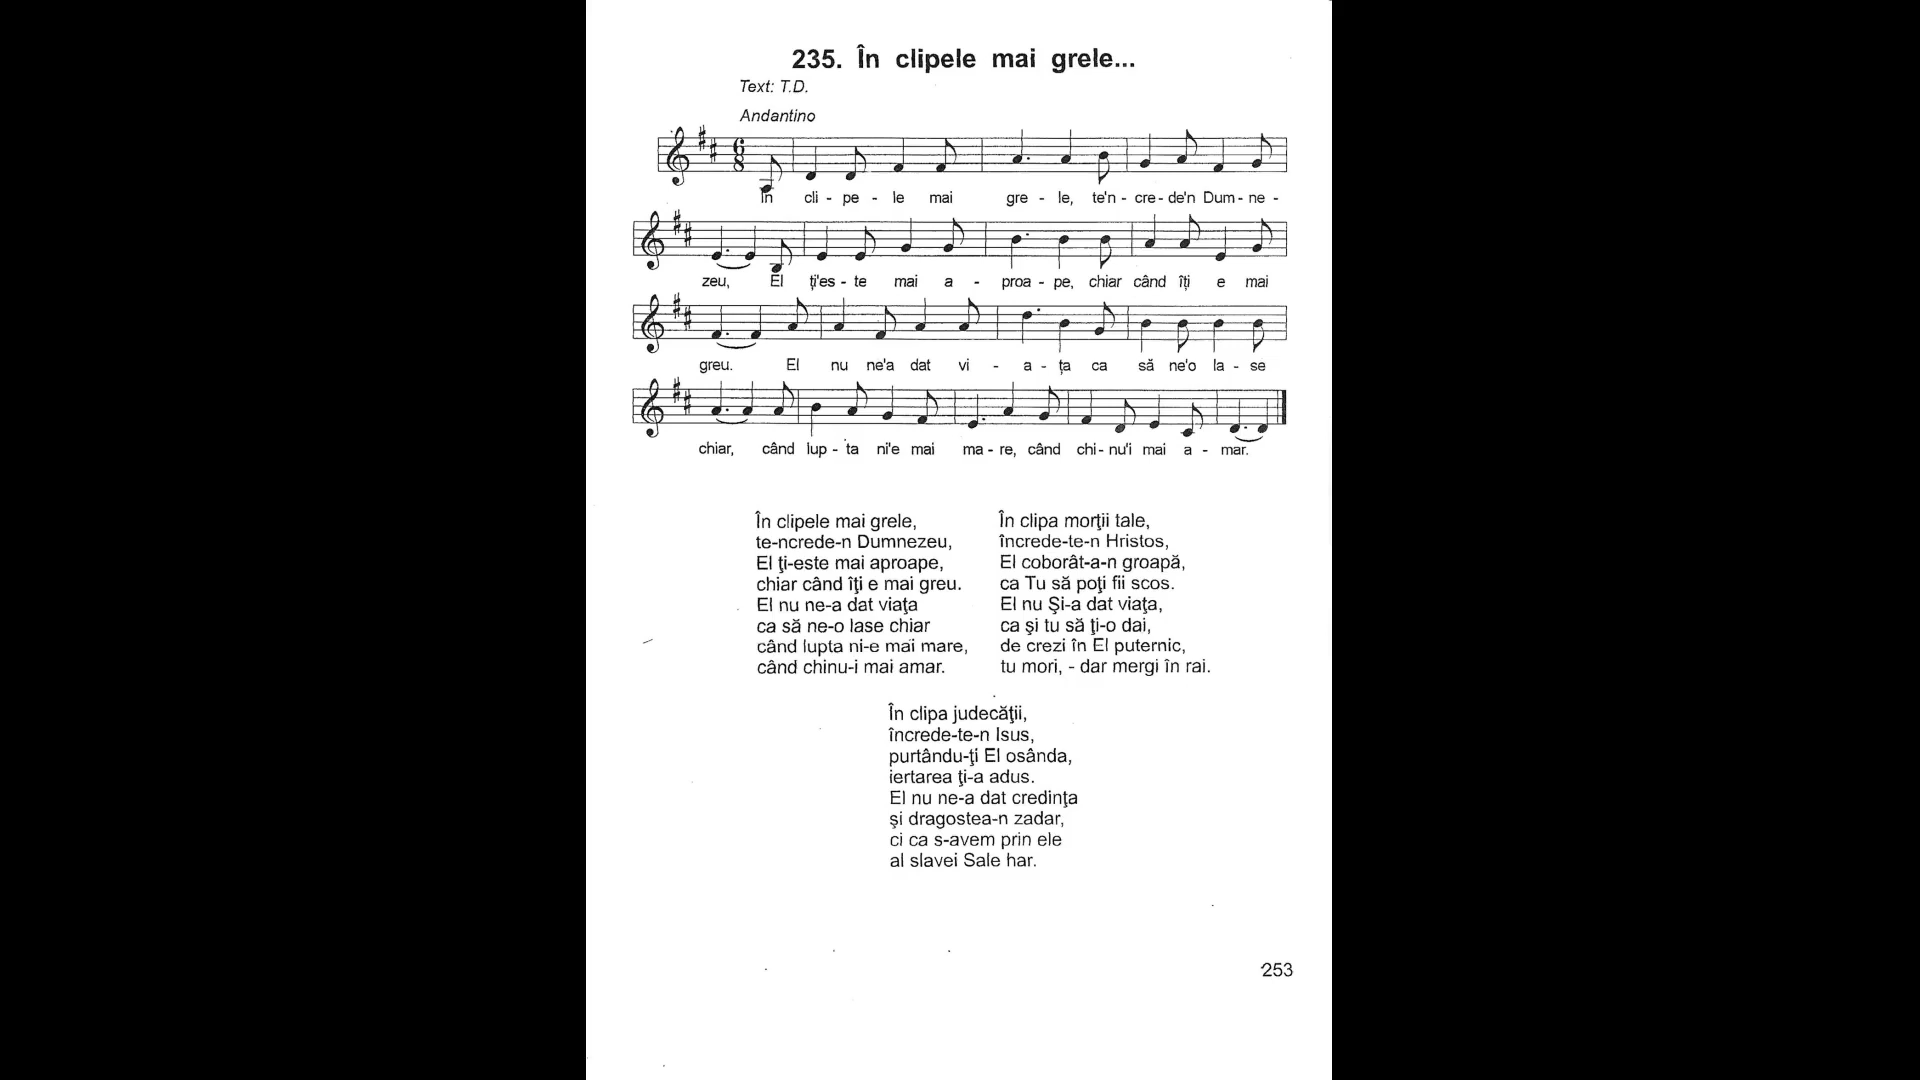 235. În clipele mai grele...
Text: T.D.
Andantino
6
8
În cli - pe - le mai gre - le, te'n - cre - de'n Dum - ne -
zeu, El ţi'es - te mai a - proa - pe, chiar când îţi e mai
greu. El nu ne'a dat vi - a - ţa ca să ne'o la - se
chiar, când lup - ta ni'e mai ma - re, când chi - nu'i mai a - mar.
În clipele mai grele,
te-ncrede-n Dumnezeu,
El ţi-este mai aproape,
chiar când îţi e mai greu.
El nu ne-a dat viaţa
ca să ne-o lase chiar
când lupta ni-e mai mare,
când chinu-i mai amar.
În clipa morţii tale,
încrede-te-n Hristos,
El coborât-a-n groapă,
ca Tu să poţi fii scos.
El nu Şi-a dat viaţa,
ca şi tu să ţi-o dai,
de crezi în El puternic,
tu mori, - dar mergi în rai.
În clipa judecăţii,
încrede-te-n Isus,
purtându-ţi El osânda,
iertarea ţi-a adus.
El nu ne-a dat credinţa
şi dragostea-n zadar,
ci ca s-avem prin ele
al slavei Sale har.
253